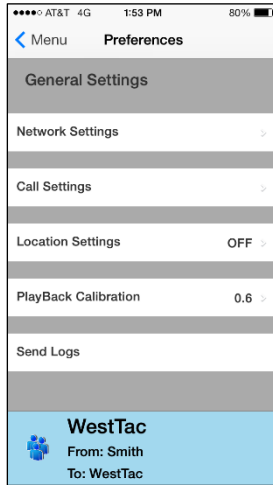 AT&T 4G 1:53 PM 80%
Menu Preferences
General Settings
Network Settings
Call Settings
Location Settings OFF
PlayBack Calibration 0.6
Send Logs
WestTac
From: Smith
To: WestTac